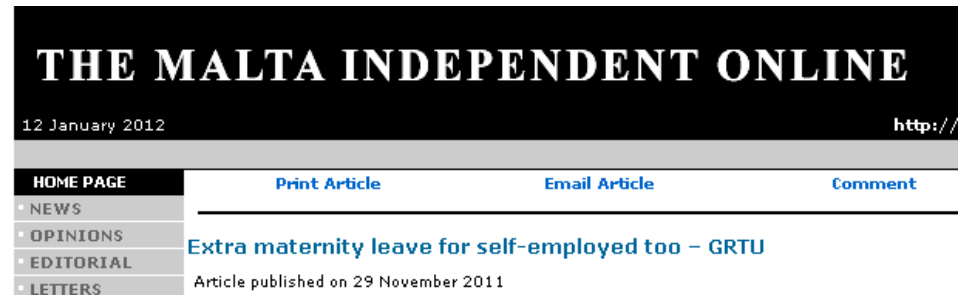 THE MALTA INDEPENDENT ONLINE
12 January 2012
http://
HOME PAGE
Print Article
Email Article
Comment
NEWS
OPINIONS
EDITORIAL
LETTERS
Extra maternity leave for self-employed too – GRTU
Article published on 29 November 2011